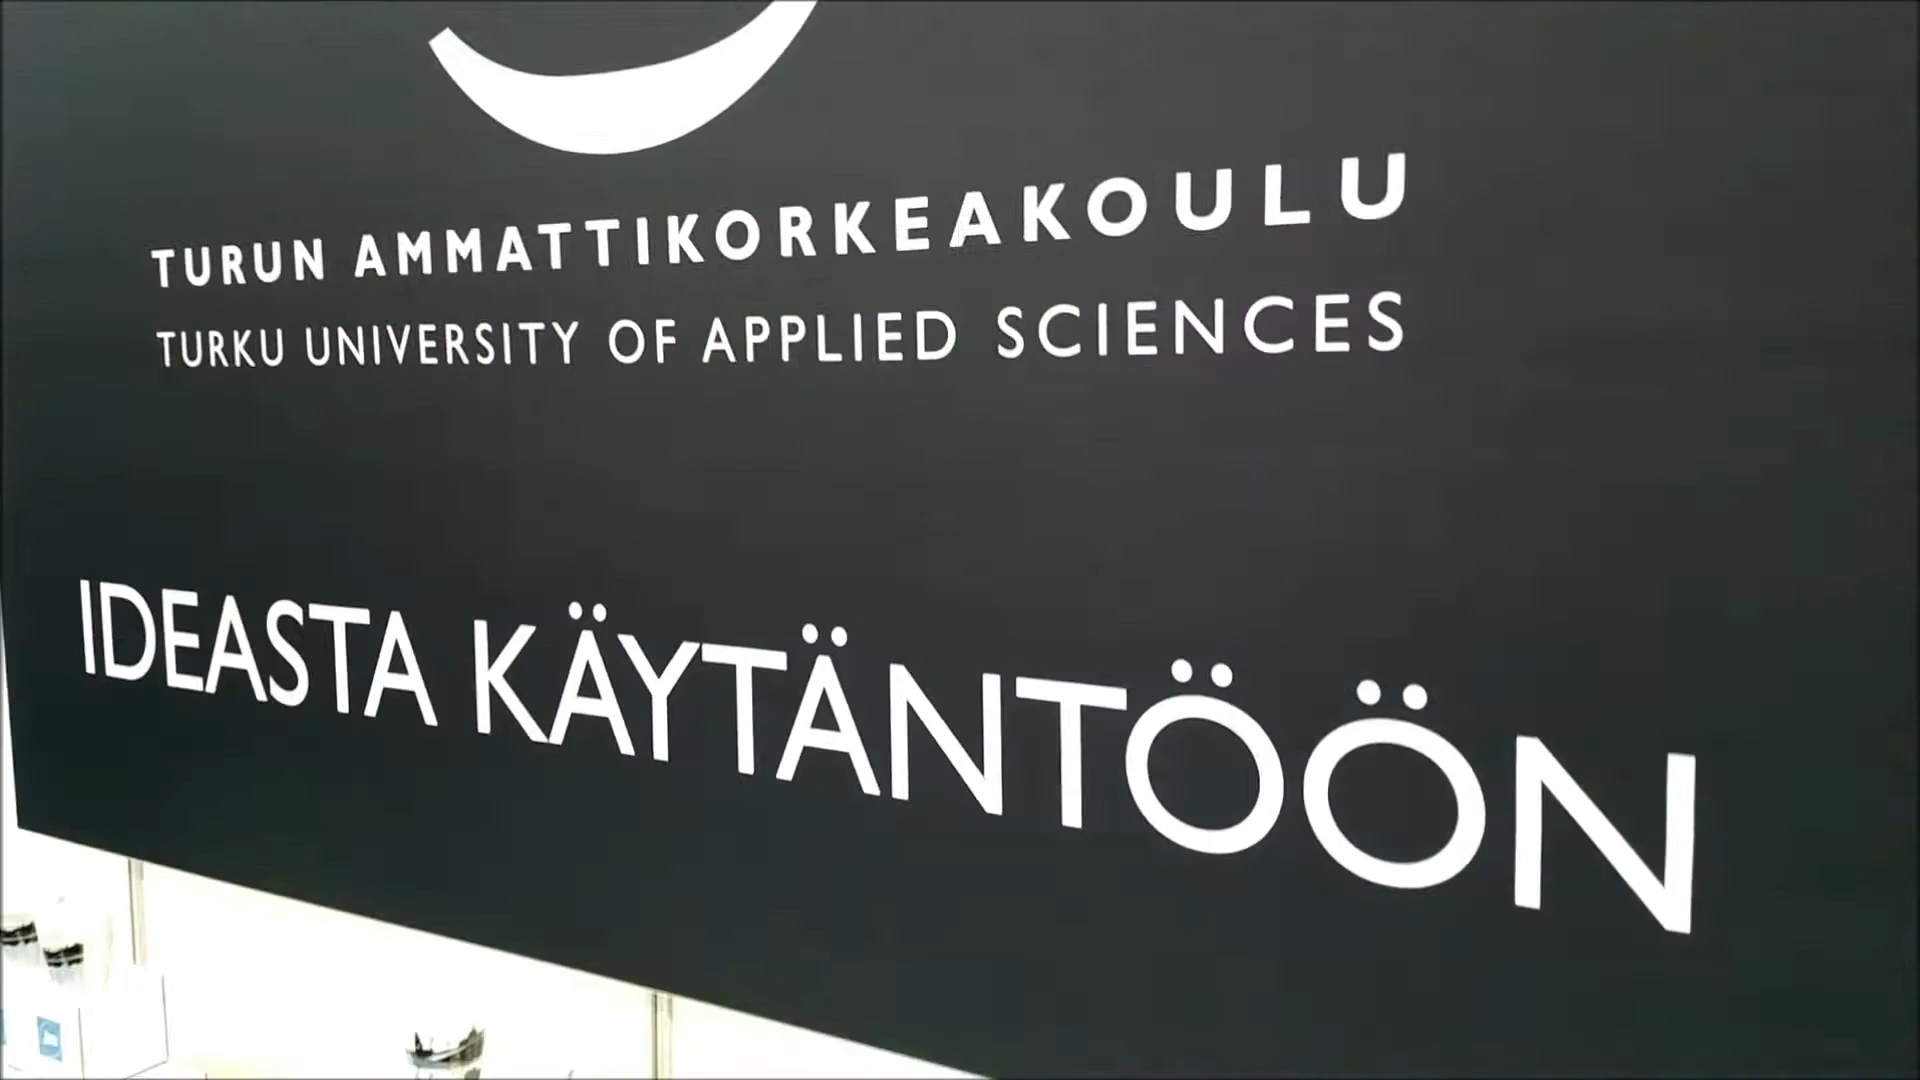 TURUN AMMATTIKORKEAKOULU
TURKU UNIVERSITY OF APPLIED SCIENCES
IDEASTA KÄYTÄNTÖÖN